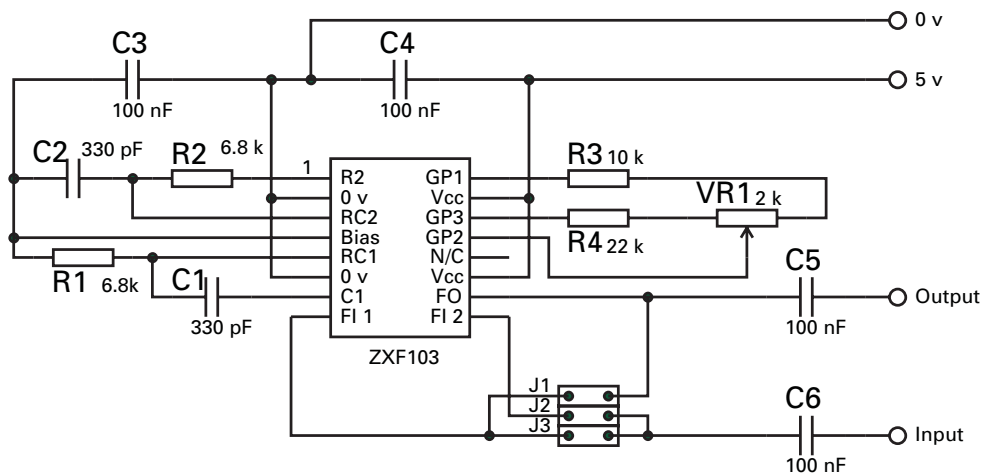 0 v
C3
C4
5 v
100 nF
100 nF
C2 330 pF
R2 6.8 k
1
R2
0 v
RC2
Bias
RC1
0 v
C1
FI 1
GP1
Vcc
GP3
GP2
N/C
Vcc
FO
FI 2
R3 10 k
VR1 2 k
R4 22 k
R1 6.8k
C1
330 pF
C5
Output
100 nF
ZXF103
J1
J2
J3
C6
Input
100 nF